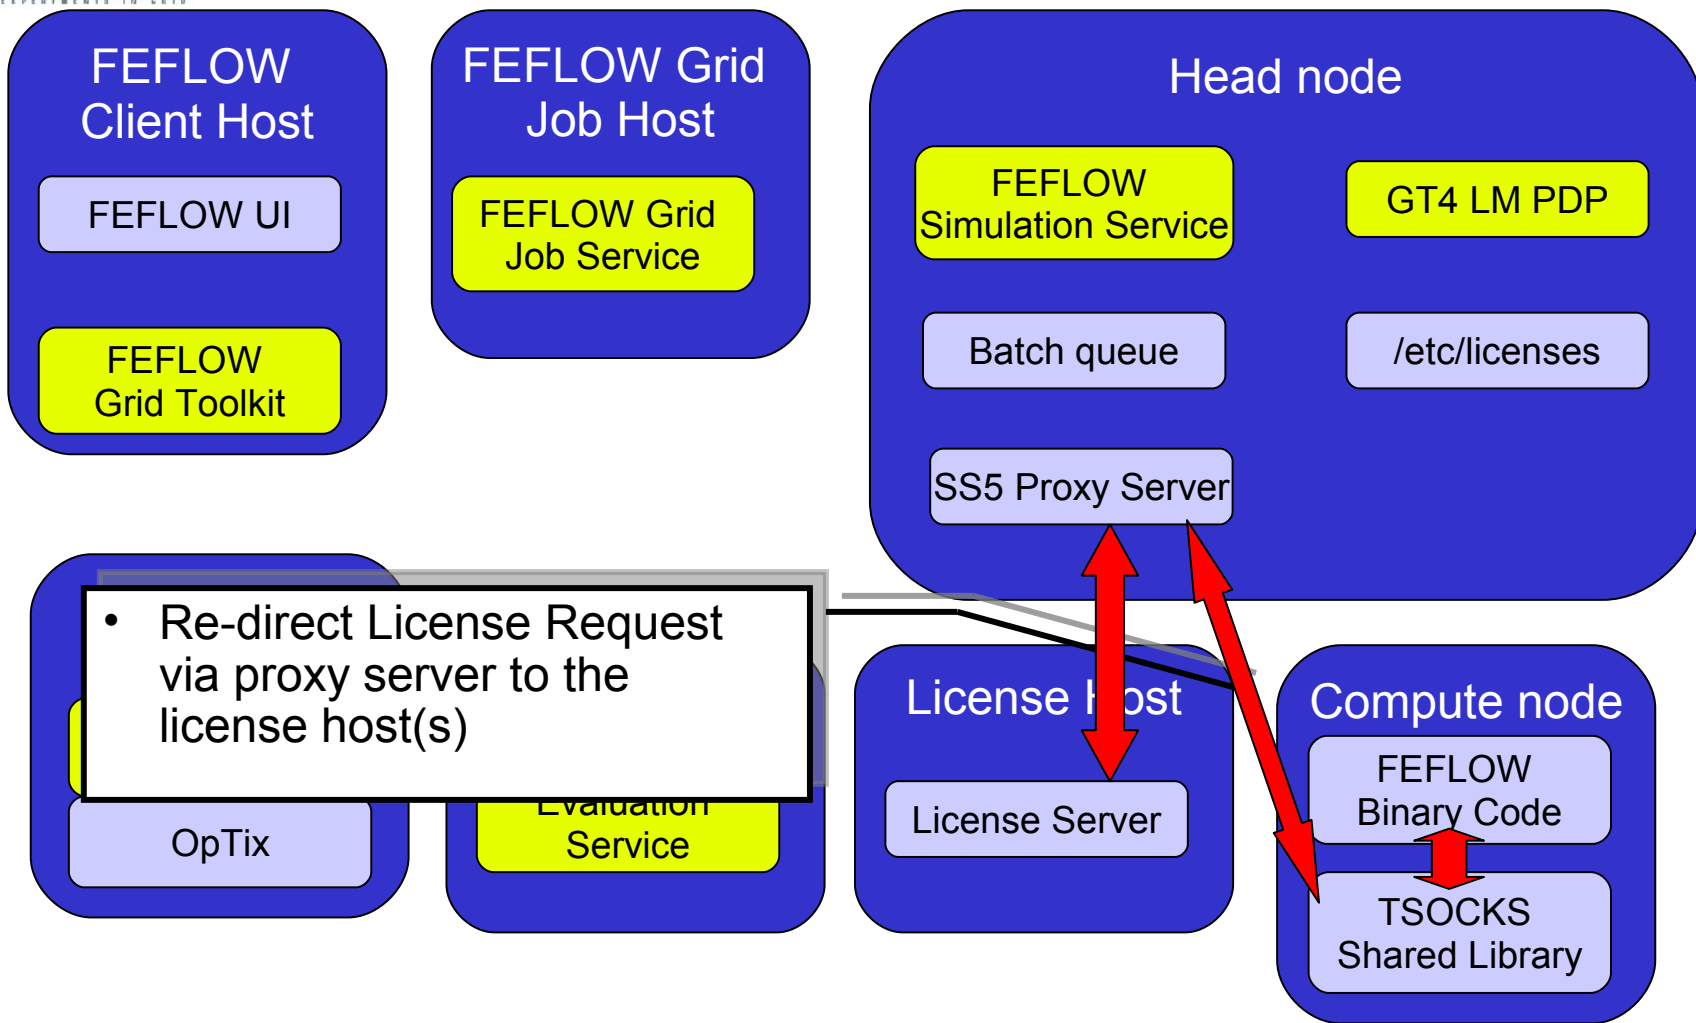 FEFLOW
Client Host
FEFLOW UI
FEFLOW
Grid Toolkit
FEFLOW Grid
Job Host
FEFLOW Grid
Job Service
Head node
FEFLOW
Simulation Service
GT4 LM PDP
Batch queue
/etc/licenses
SS5 Proxy Server
• Re-direct License Request
via proxy server to the
license host(s)
OpTix
Evaluation
Service
License Host
License Server
Compute node
FEFLOW
Binary Code
TSOCKS
Shared Library